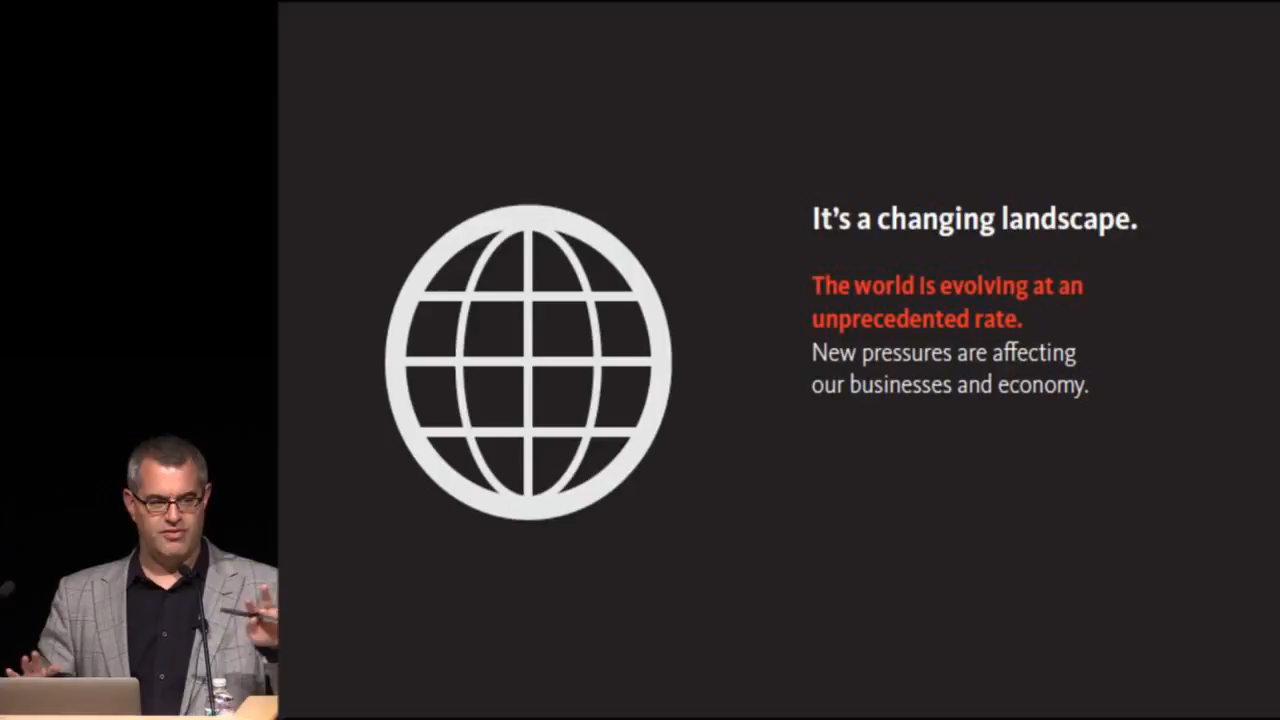 It's a changing landscape.
The world is evolving at an
unprecedented rate.
New pressures are affecting
our businesses and economy.